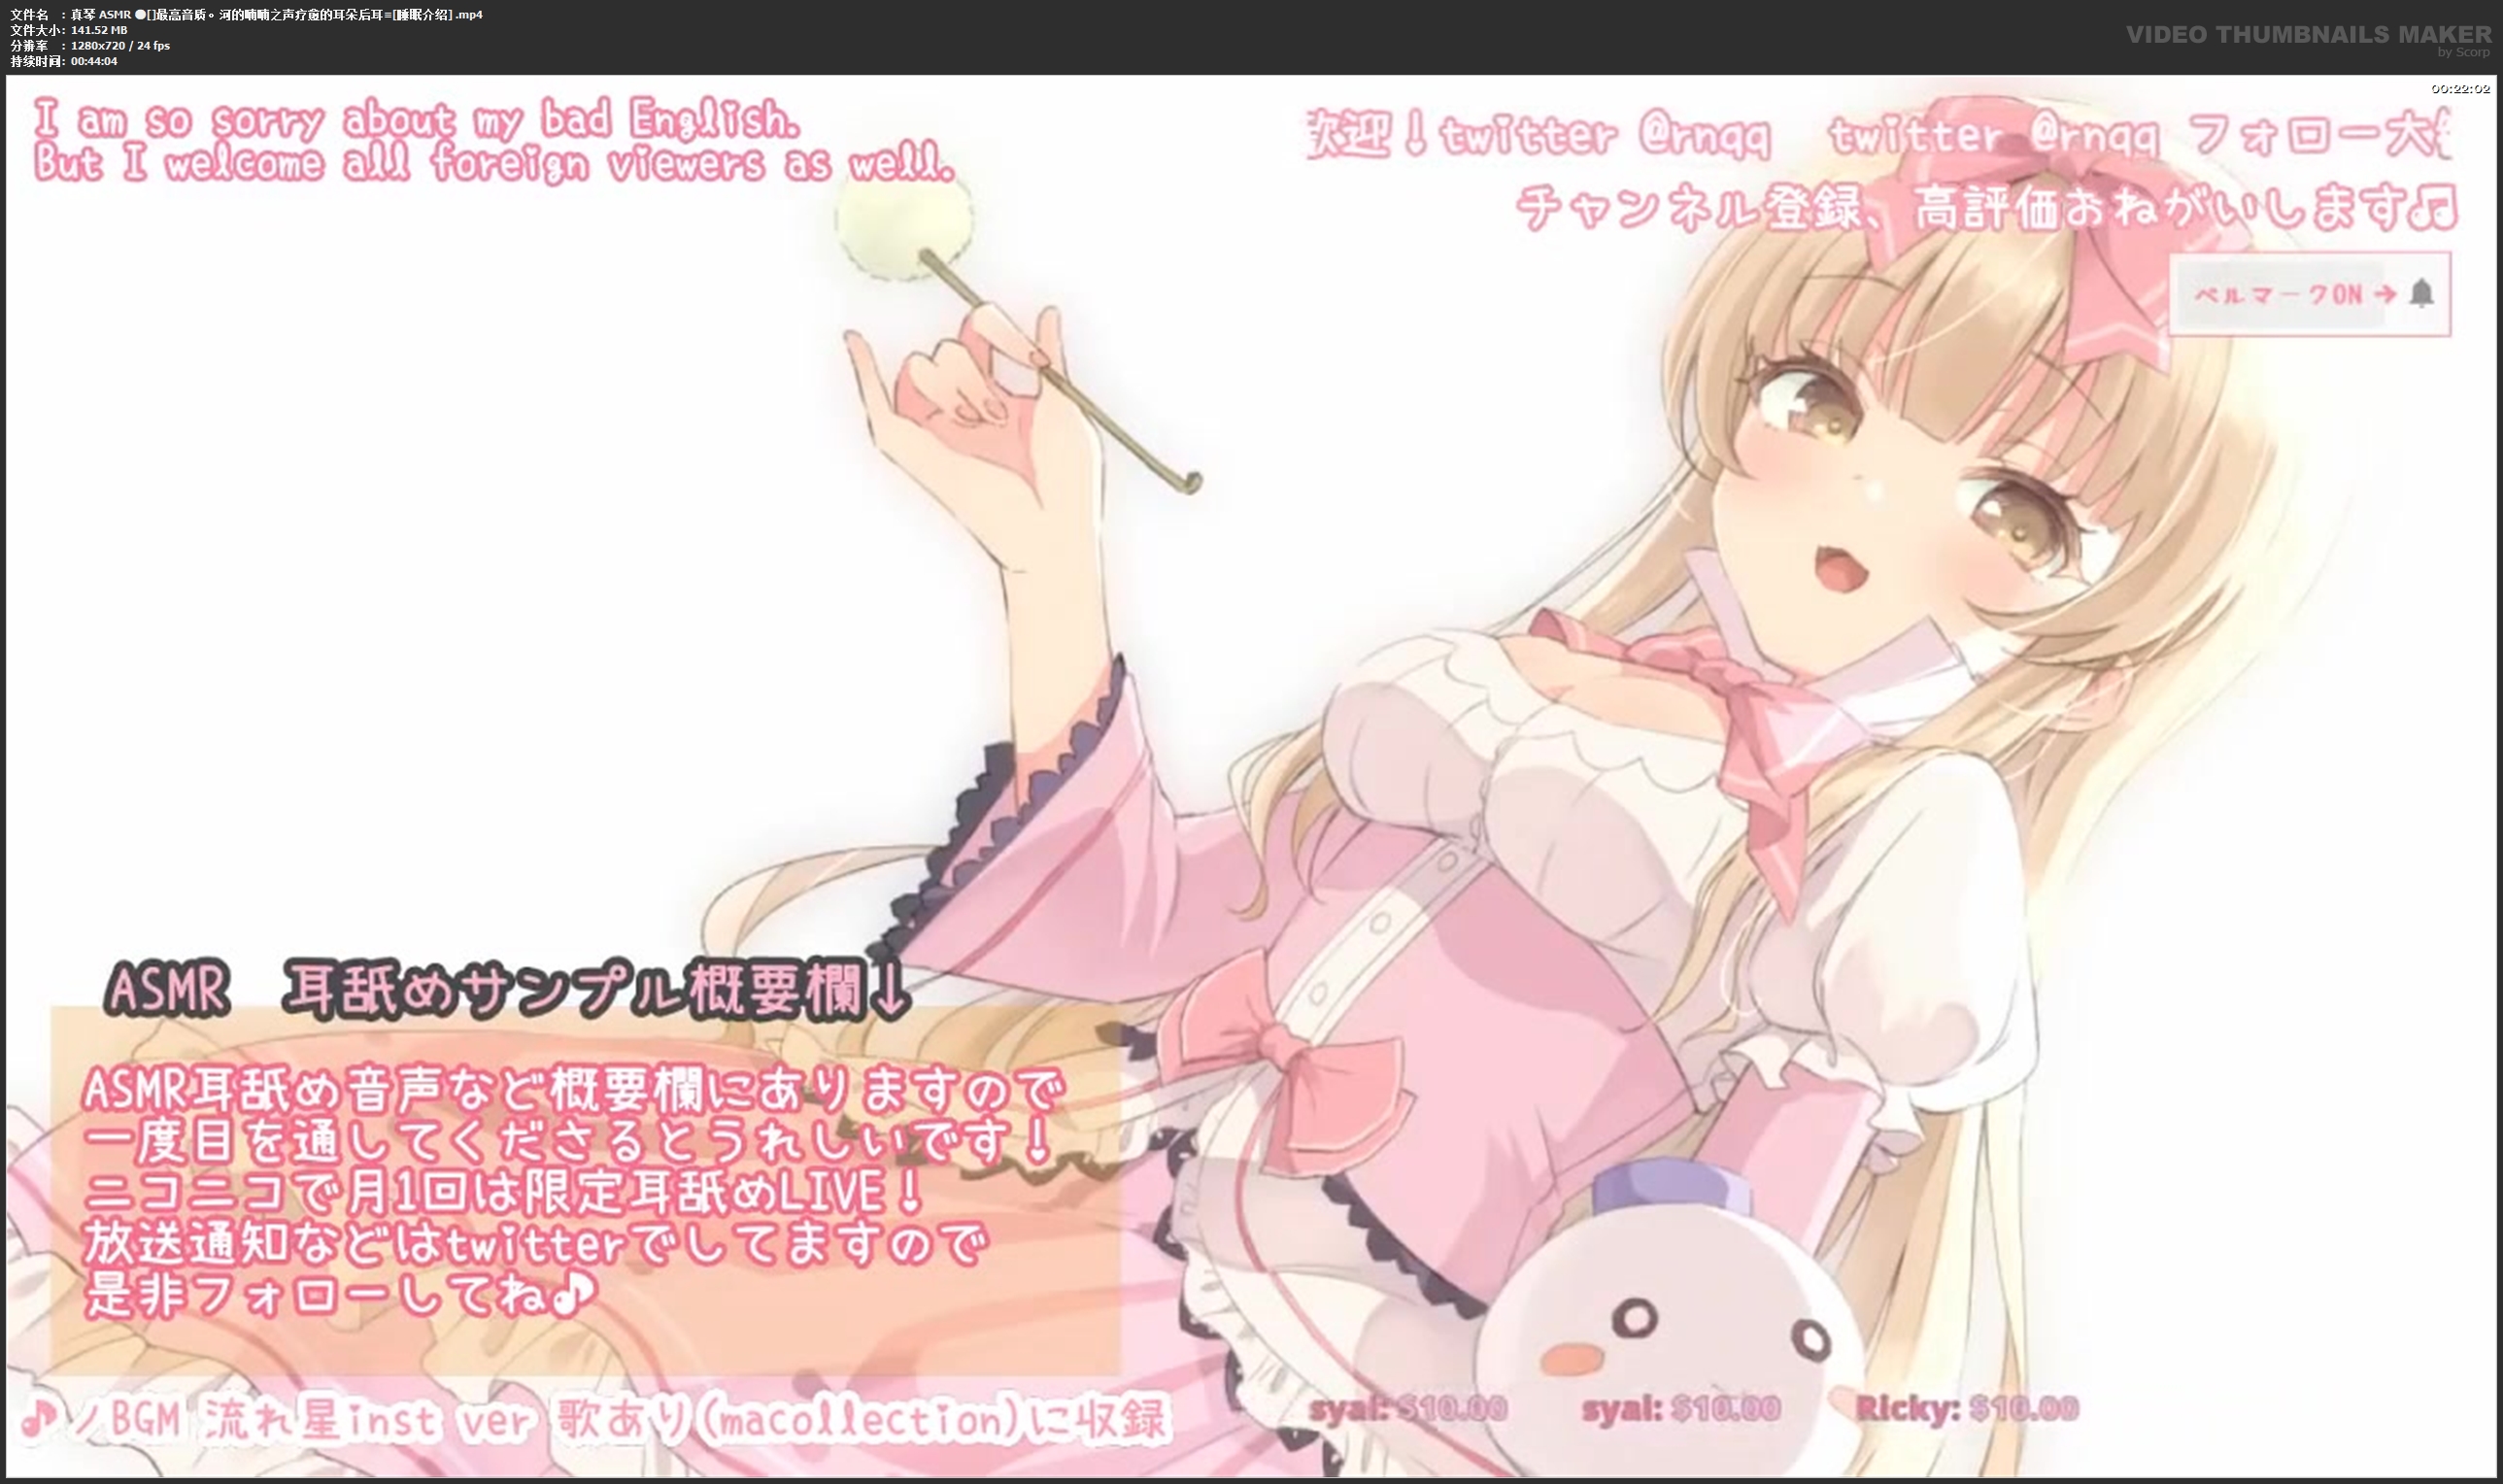 文件名 : 真琴 ASMR ●[]最高音质。河的喃喃之声疗愈的耳朵后耳≡[睡眠介绍] .mp4
文件大小: 141.52 MB
分辨率 : 1280x720 / 24 fps
持续时间: 00:44:04
VIDEO THUMBNAILS MAKER
by Scorp
00:22:02
I am so sorry about my bad English.
But I welcome all foreign viewers as well.
歓迎！twitter @rnqq twitter @rnqq フォロー大
チャンネル登録、高評価おねがいします♫
ベルマークON→
ASMR 耳舐めサンプル概要欄↓
ASMR耳舐め音声など概要欄にありますので
一度目を通してくださるとうれしいです！
ニコニコで月1回は限定耳舐めLIVE！
放送通知などはtwitterでしてますので
是非フォローしてね♪
♪ノBGM 流れ星inst ver 歌あり(macollection)に収録
syal: $10.00 syal: $10.00 Ricky: $10.00